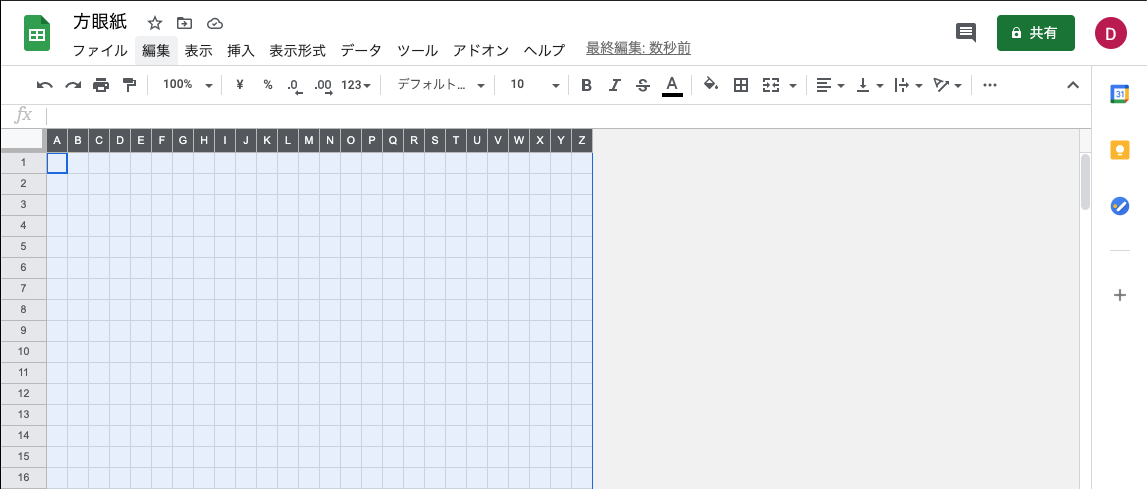 方眼紙
ファイル 編集 表示 挿入 表示形式 データ ツール アドオン ヘルプ 最終編集: 数秒前
共有
D
100% ¥ % .0 .00 123 デフォルト... 10 B I S A
31
fx
A B C D E F G H I J K L M N O P Q R S T U V W X Y Z
1
2
3
4
5
6
7
8
9
10
11
12
13
14
15
16